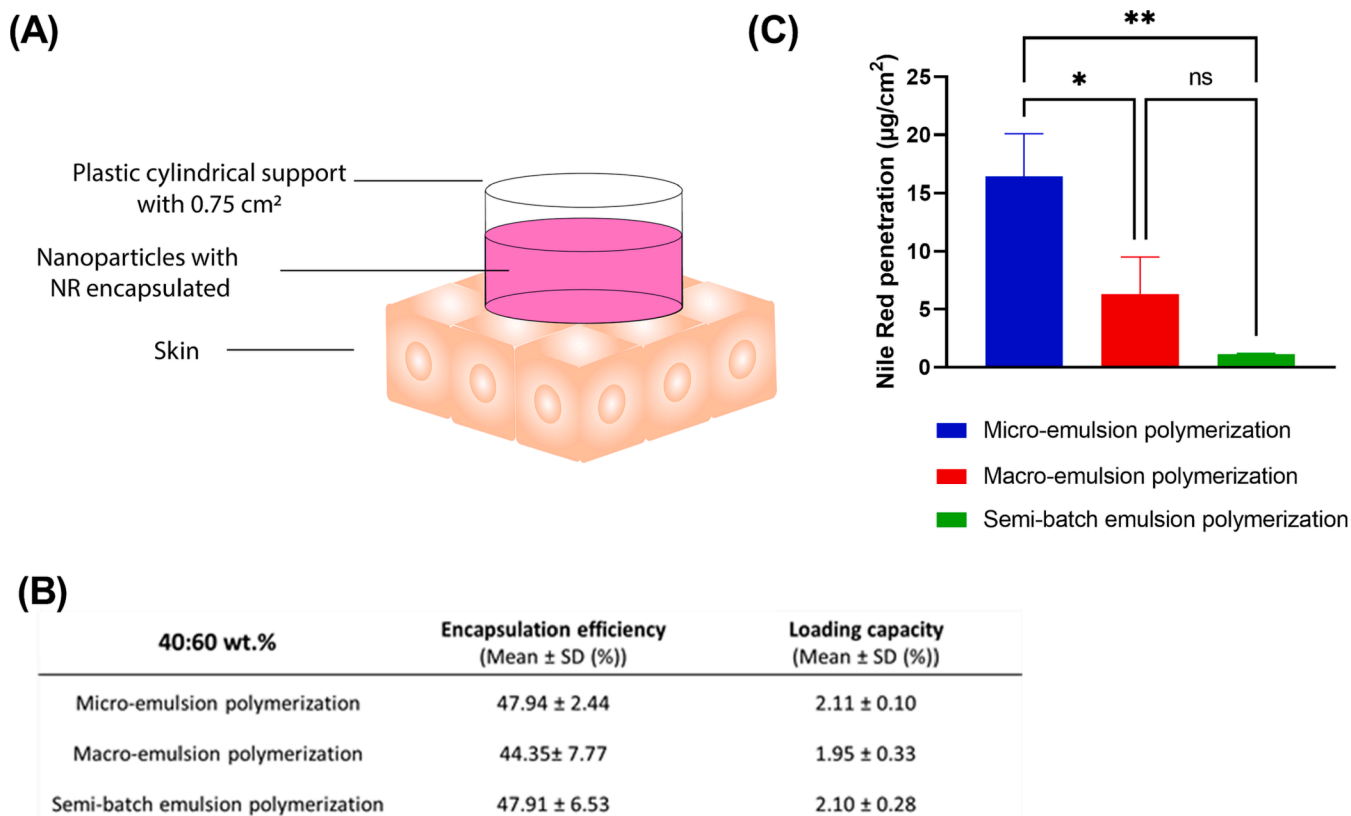 (A)
Plastic cylindrical support
with 0.75 cm²
Nanoparticles with
NR encapsulated
Skin
(C)
**
*
ns
Nile Red penetration (µg/cm²)
25
20
15
10
5
0
Micro-emulsion polymerization
Macro-emulsion polymerization
Semi-batch emulsion polymerization
(B)
40:60 wt.% Encapsulation efficiency Loading capacity
(Mean ± SD (%)) (Mean ± SD (%))
Micro-emulsion polymerization 47.94 ± 2.44 2.11 ± 0.10
Macro-emulsion polymerization 44.35± 7.77 1.95 ± 0.33
Semi-batch emulsion polymerization 47.91 ± 6.53 2.10 ± 0.28